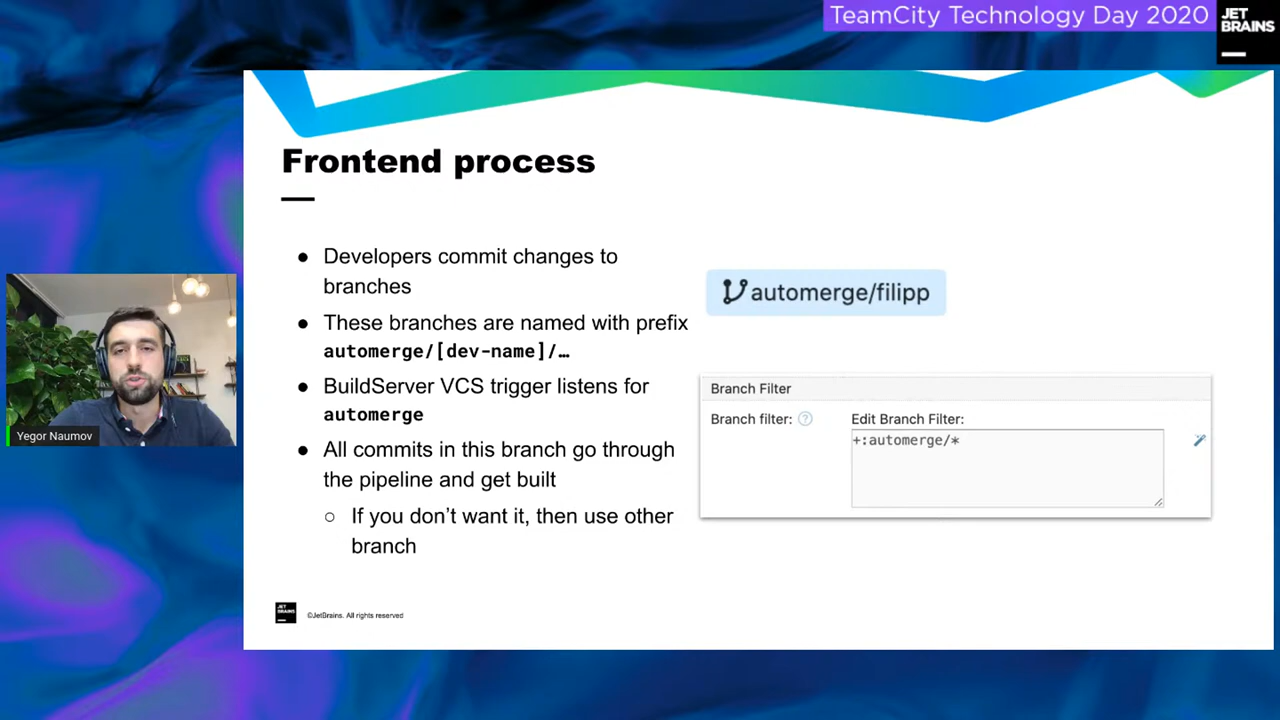 TeamCity Technology Day 2020
JET
BRAINS
Frontend process
● Developers commit changes to
branches
● These branches are named with prefix
automerge/[dev-name]/…
● BuildServer VCS trigger listens for
automerge
● All commits in this branch go through
the pipeline and get built
○ If you don’t want it, then use other
branch
automerge/filipp
Branch Filter
Branch filter: ?
Edit Branch Filter:
+:automerge/*
Yegor Naumov
JET
BRAINS
©JetBrains. All rights reserved